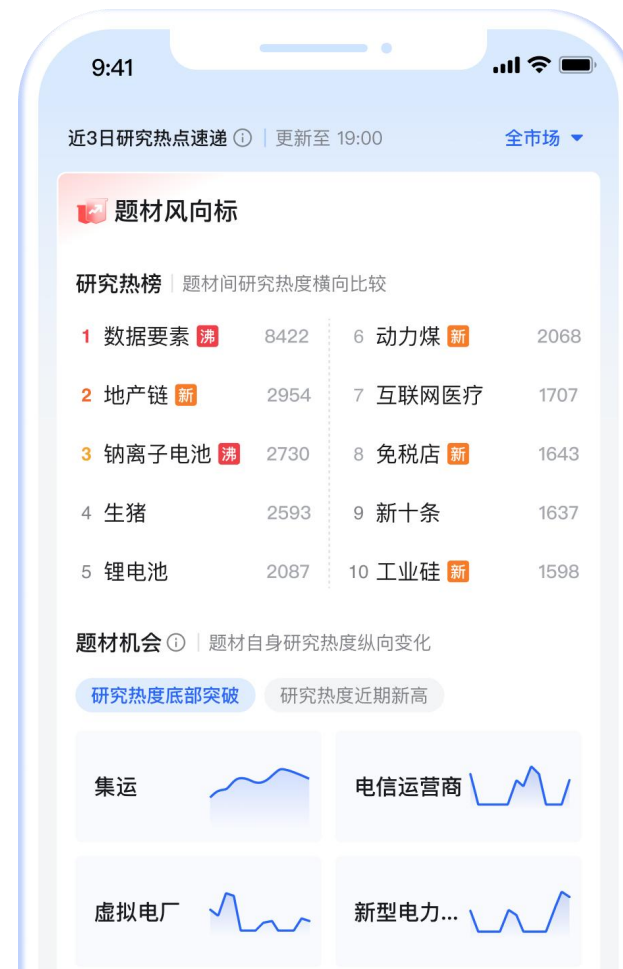 9:41
近3日研究热点速递 更新至 19:00 全市场
题材风向标
研究热榜 题材间研究热度横向比较
1 数据要素 沸 8422
2 地产链 新 2954
3 钠离子电池 沸 2730
4 生猪 2593
5 锂电池 2087
6 动力煤 新 2068
7 互联网医疗 1707
8 免税店 新 1643
9 新十条 1637
10 工业硅 新 1598
题材机会 题材自身研究热度纵向变化
研究热度底部突破 研究热度近期新高
集运 电信运营商
虚拟电厂 新型电力...